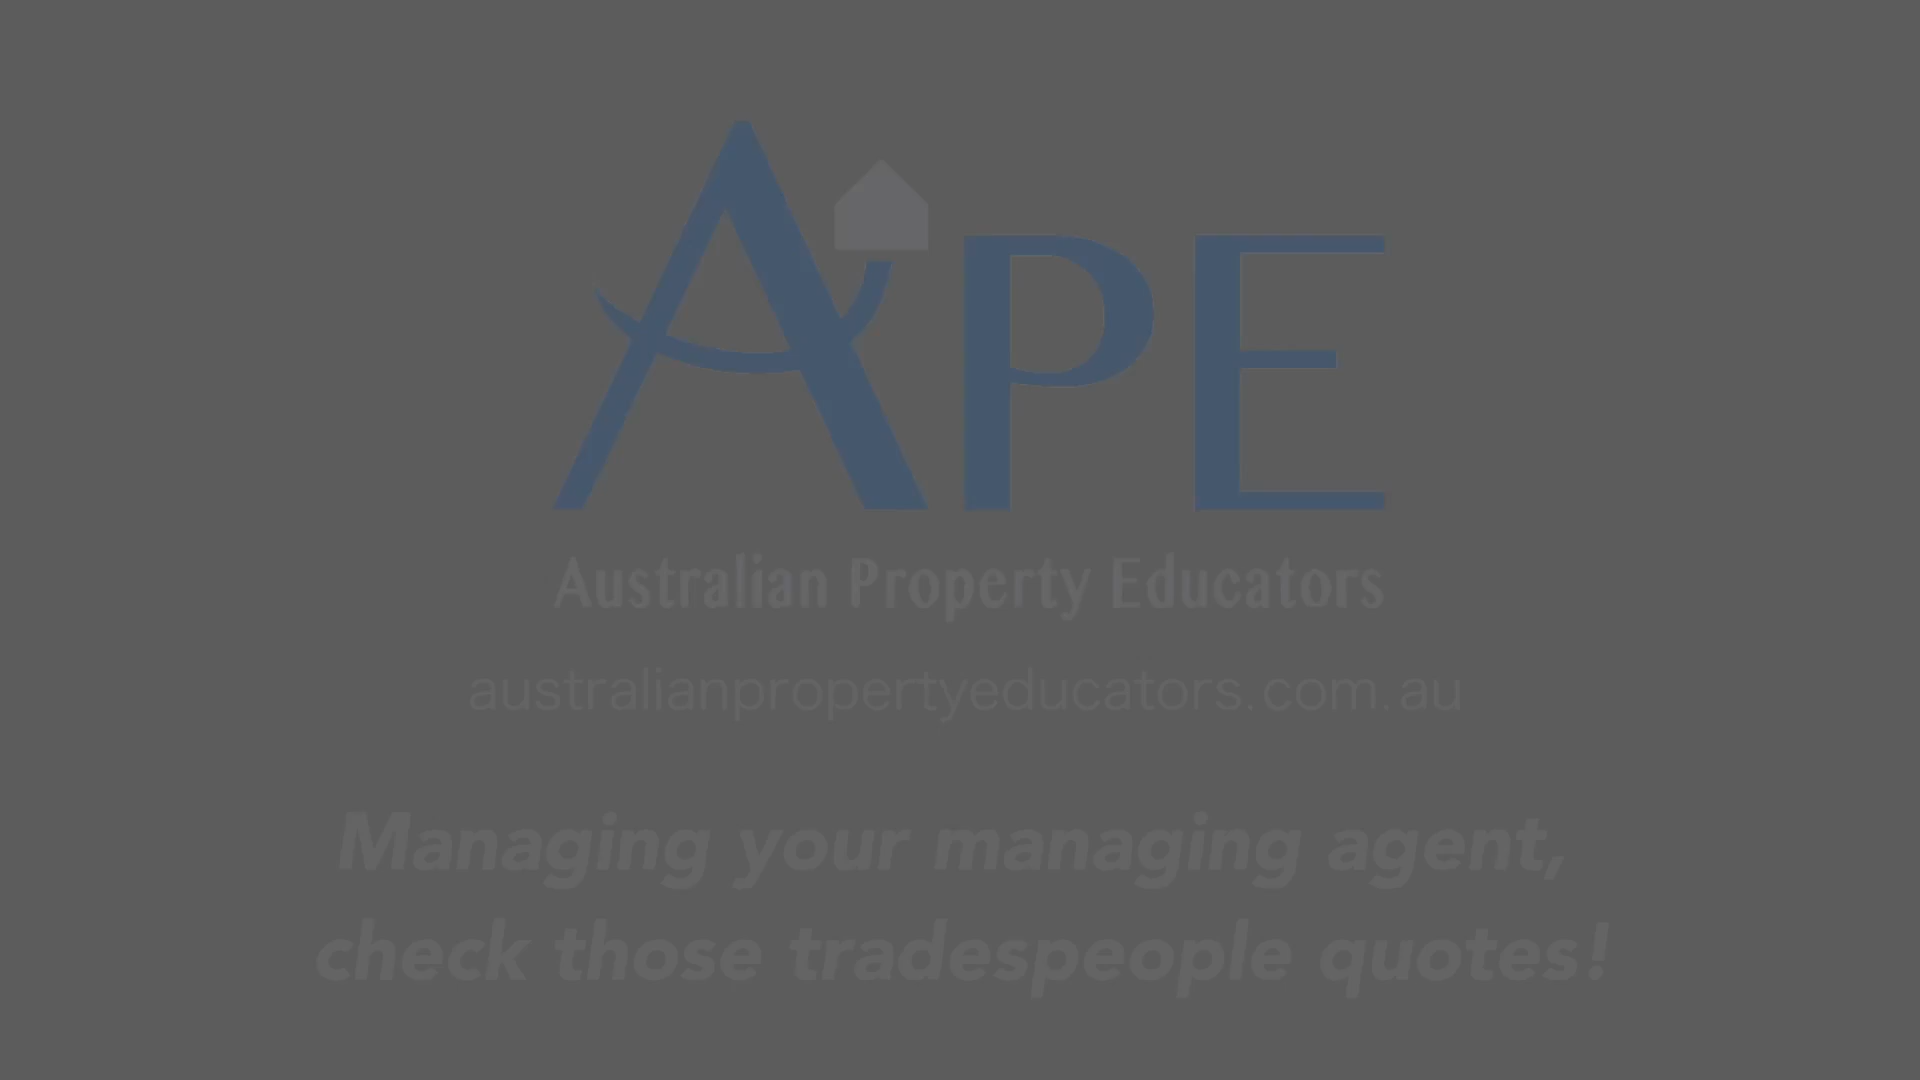 APE
Australian Property Educators
australianpropertyeducators.com.au
Managing your managing agent,
check those tradespeople quotes!